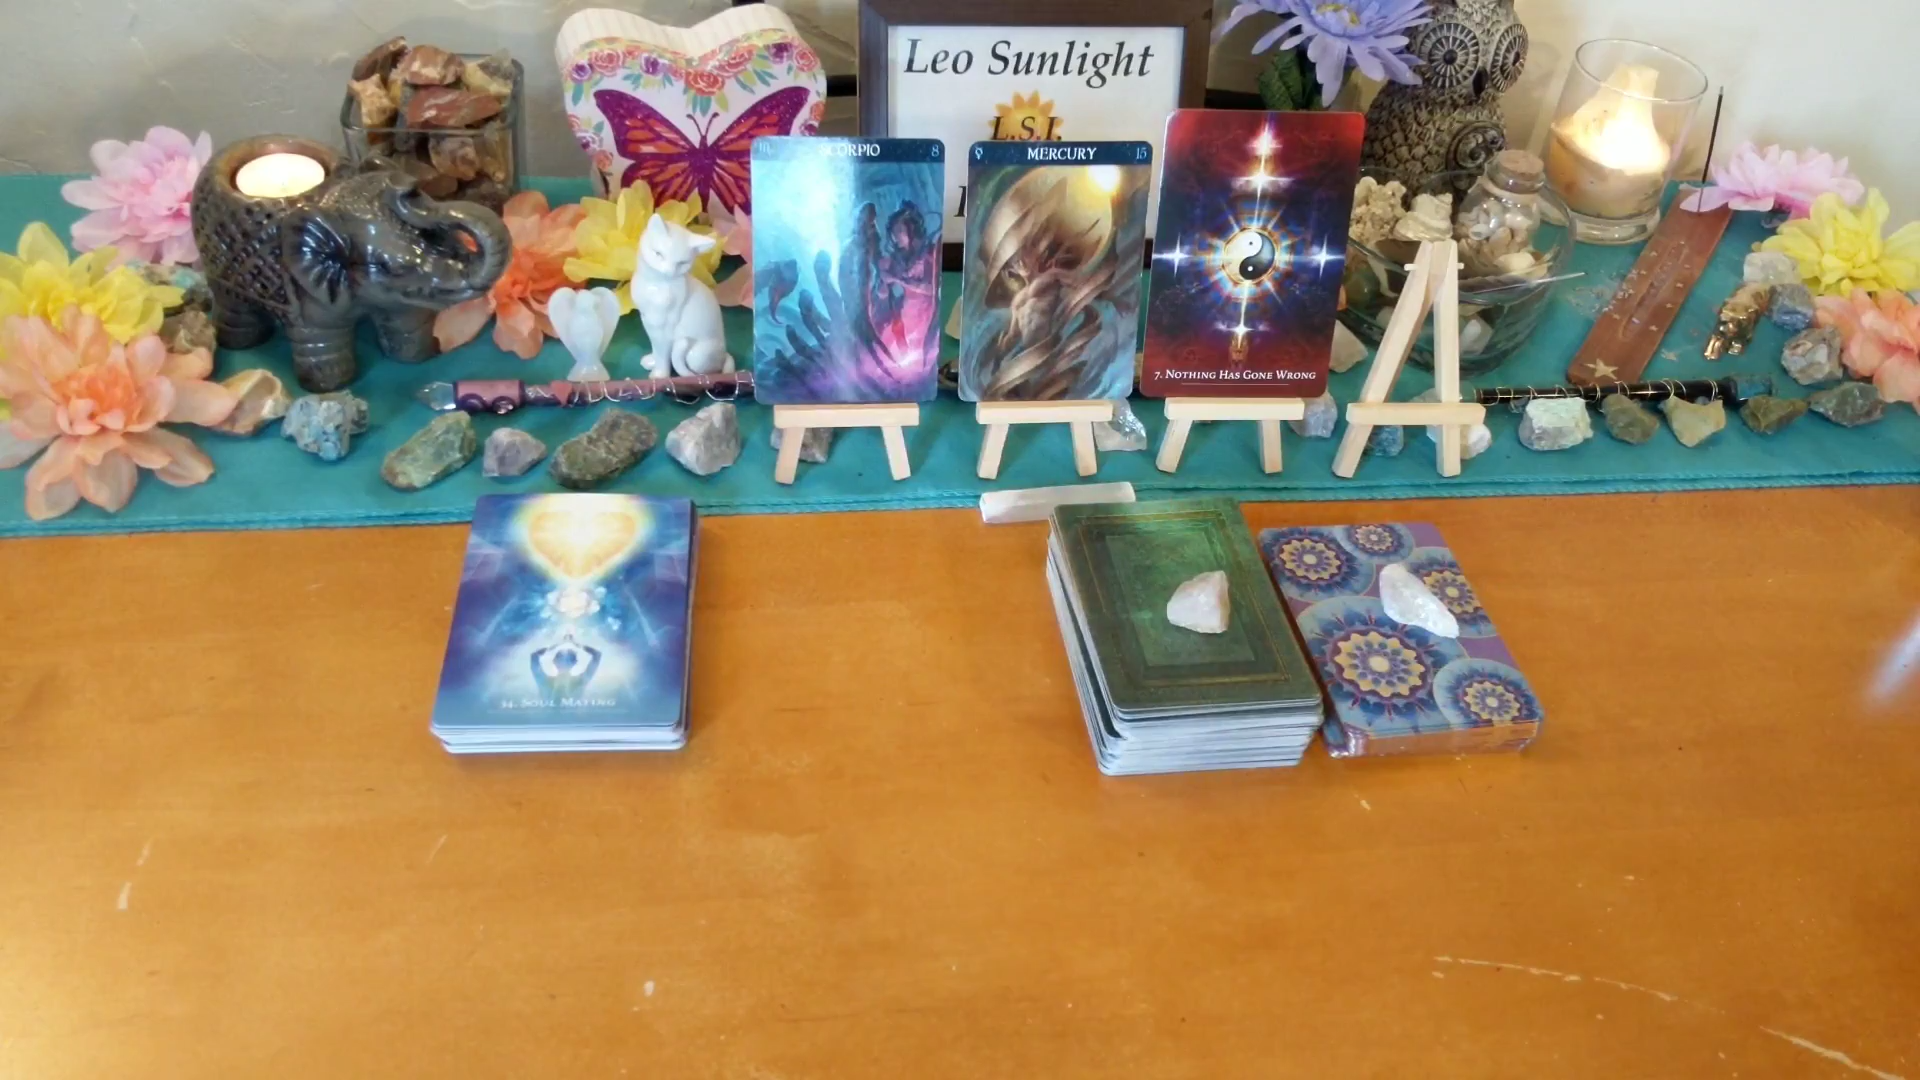 Leo Sunlight
L.S.I.
SCORPIO 8
MERCURY 15
7. NOTHING HAS GONE WRONG
34. SOUL MATING